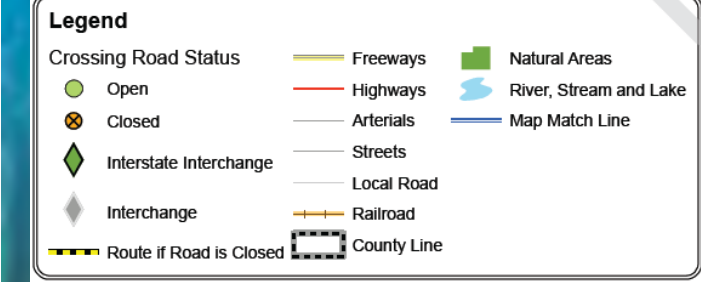 Legend
Crossing Road Status
Open
Closed
Interstate Interchange
Interchange
Route if Road is Closed
Freeways
Highways
Arterials
Streets
Local Road
Railroad
County Line
Natural Areas
River, Stream and Lake
Map Match Line